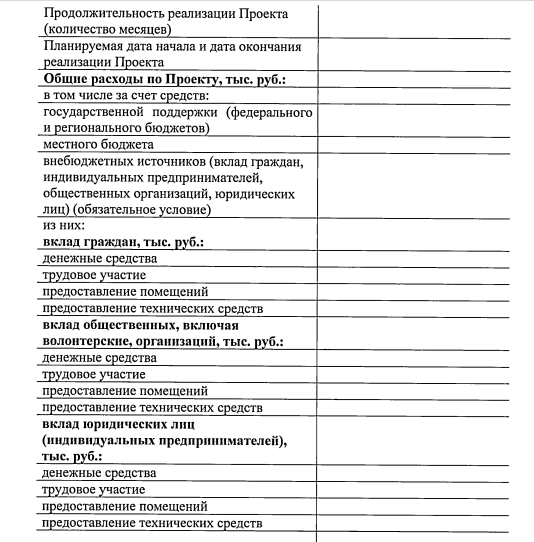 Продолжительность реализации Проекта
(количество месяцев)
Планируемая дата начала и дата окончания
реализации Проекта
Общие расходы по Проекту, тыс. руб.:
в том числе за счет средств:
государственной поддержки (федерального
и регионального бюджетов)
местного бюджета
внебюджетных источников (вклад граждан,
индивидуальных предпринимателей,
общественных организаций, юридических
лиц) (обязательное условие)
из них:
вклад граждан, тыс. руб.:
денежные средства
трудовое участие
предоставление помещений
предоставление технических средств
вклад общественных, включая
волонтерские, организаций, тыс. руб.:
денежные средства
трудовое участие
предоставление помещений
предоставление технических средств
вклад юридических лиц
(индивидуальных предпринимателей),
тыс. руб.:
денежные средства
трудовое участие
предоставление помещений
предоставление технических средств